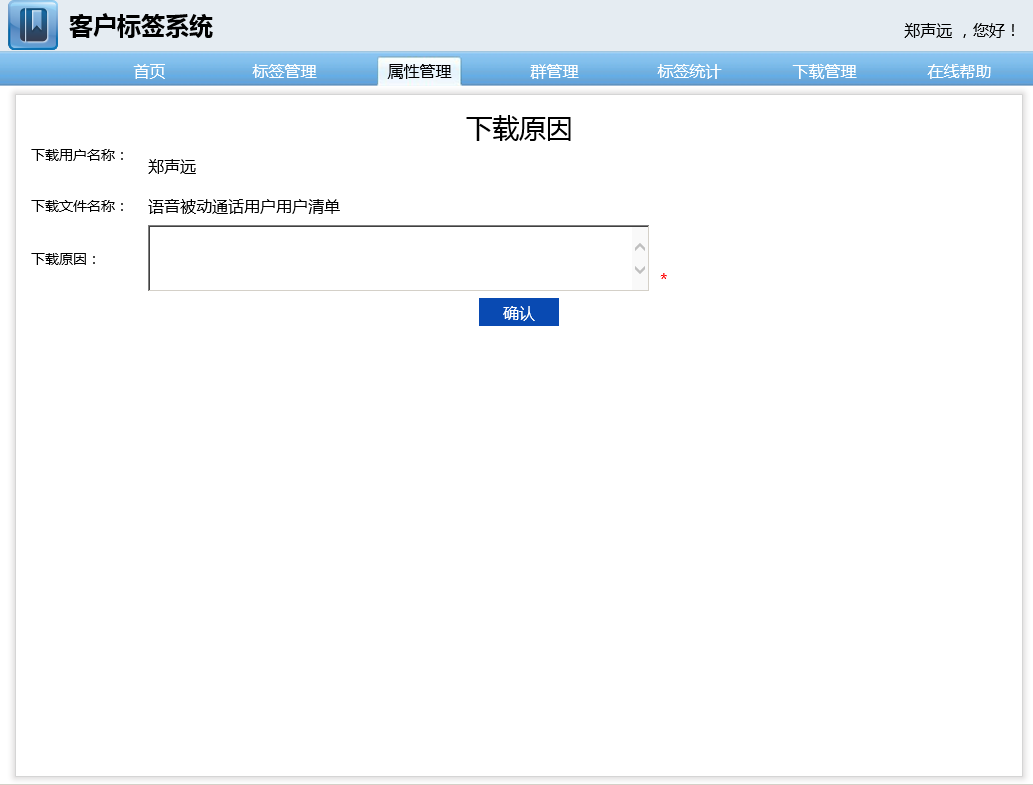 客户标签系统
郑声远 ，您好！
首页 标签管理 属性管理 群管理 标签统计 下载管理 在线帮助
下载原因
下载用户名称：
郑声远
下载文件名称： 语音被动通话用户用户清单
下载原因： *
确认